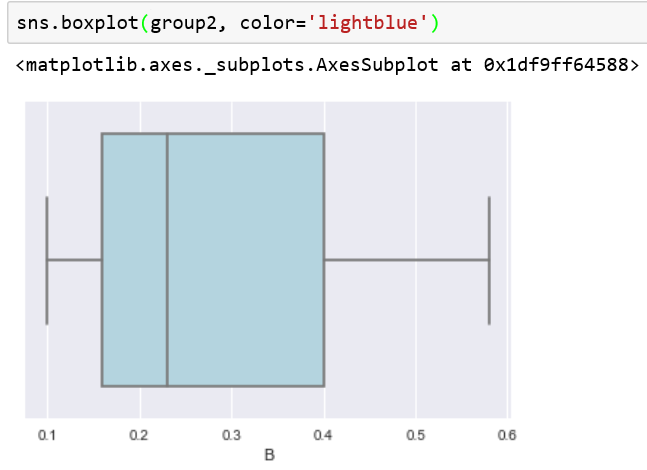 sns.boxplot(group2, color='lightblue')
<matplotlib.axes._subplots.AxesSubplot at 0x1df9ff64588>
0.1 0.2 0.3 0.4 0.5 0.6
B